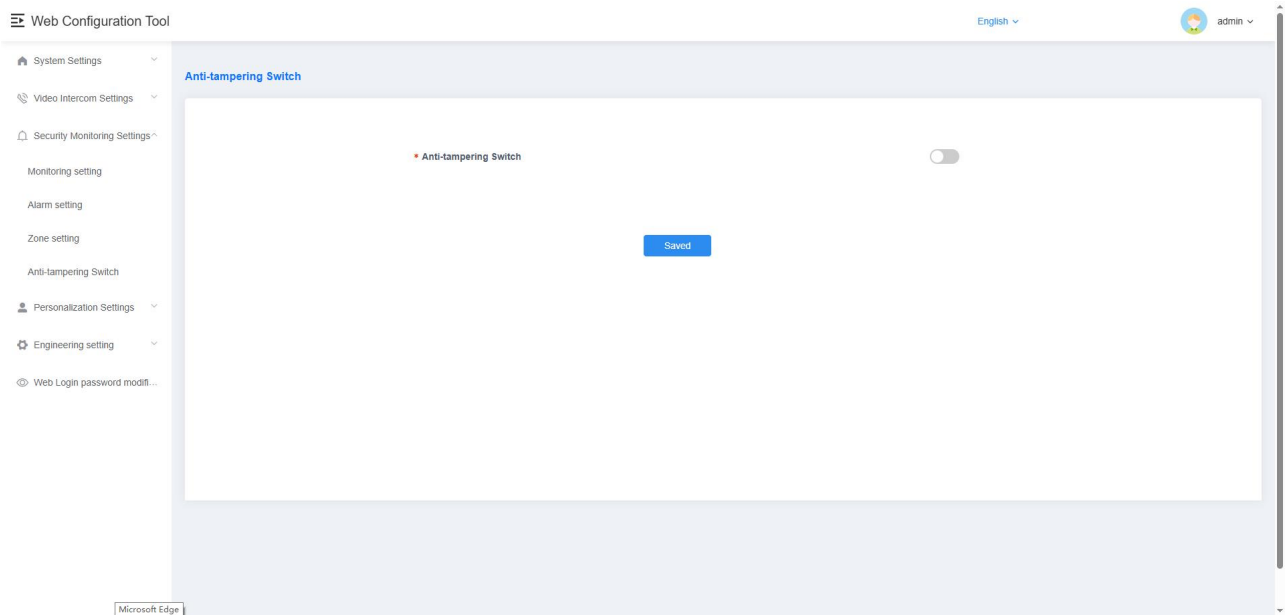 Web Configuration Tool
English
admin
System Settings
Video Intercom Settings
Security Monitoring Settings
Monitoring setting
Alarm setting
Zone setting
Anti-tampering Switch
Personalization Settings
Engineering setting
Web Login password modifi...
Anti-tampering Switch
* Anti-tampering Switch
Saved
Microsoft Edge